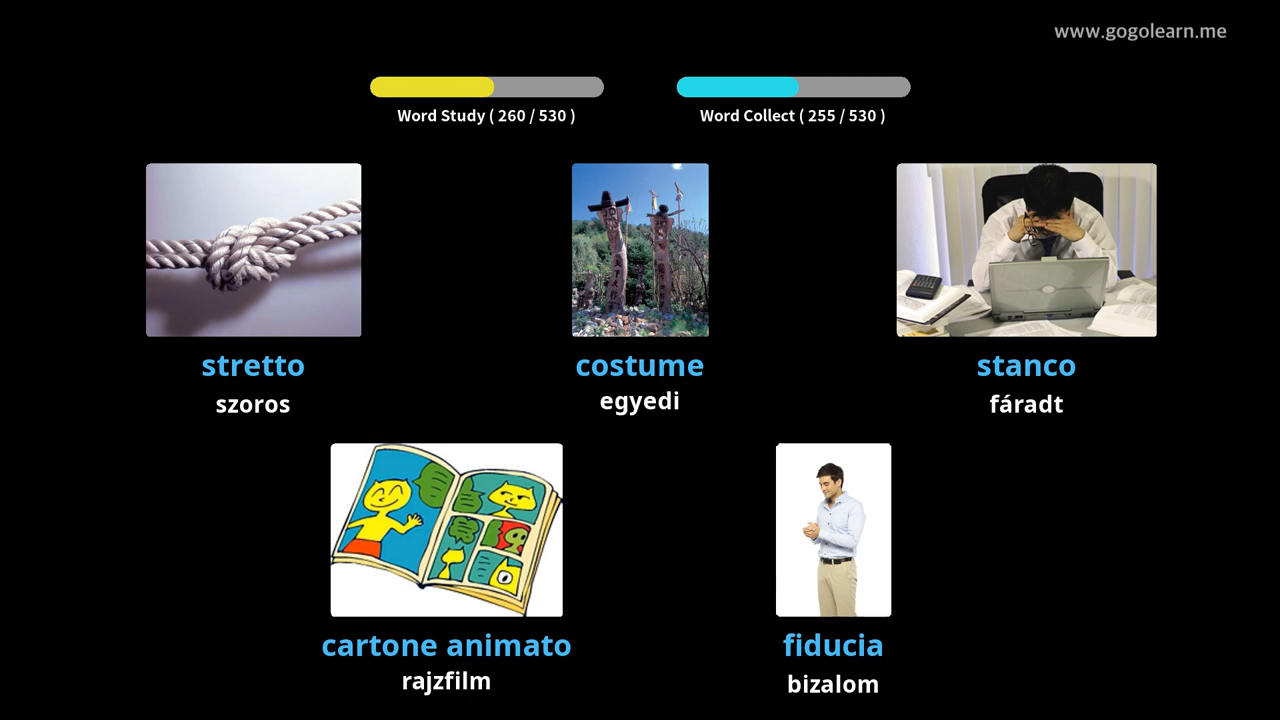 www.gogolearn.me
Word Study ( 260 / 530 )
Word Collect ( 255 / 530 )
stretto
szoros
costume
egyedi
stanco
fáradt
cartone animato
rajzfilm
fiducia
bizalom